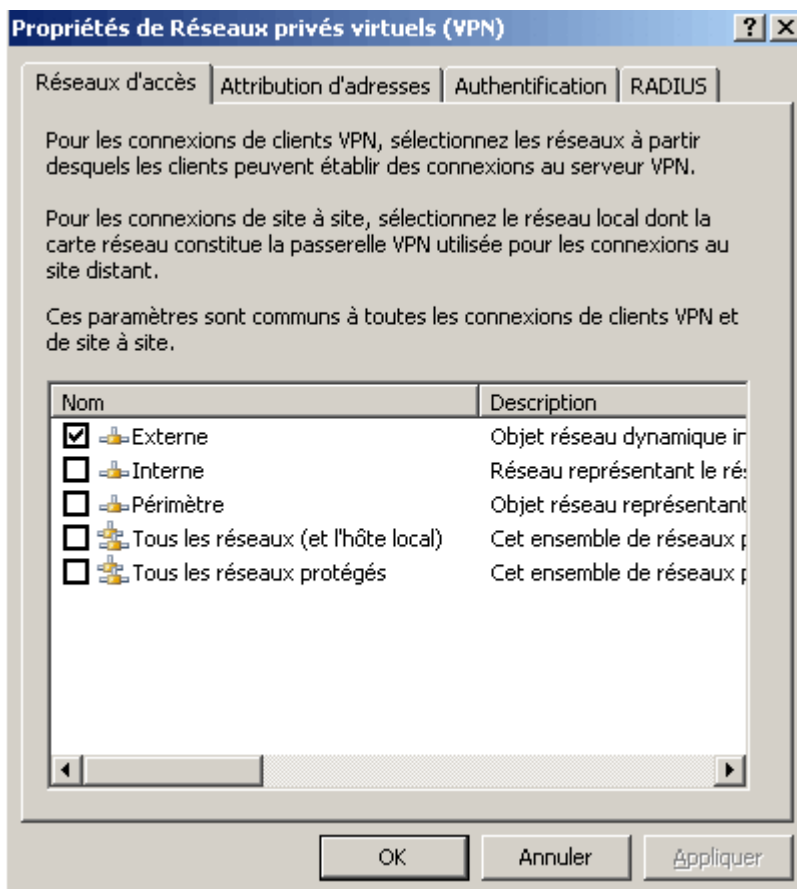 Propriétés de Réseaux privés virtuels (VPN)
Réseaux d'accès
Attribution d'adresses
Authentification
RADIUS
Pour les connexions de clients VPN, sélectionnez les réseaux à partir
desquels les clients peuvent établir des connexions au serveur VPN.
Pour les connexions de site à site, sélectionnez le réseau local dont la
carte réseau constitue la passerelle VPN utilisée pour les connexions au
site distant.
Ces paramètres sont communs à toutes les connexions de clients VPN et
de site à site.
Nom Description
Externe Objet réseau dynamique
Interne Réseau représentant le
Périmètre Objet réseau représentant
Tous les réseaux (et l'hôte local) Cet ensemble de réseaux
Tous les réseaux protégés Cet ensemble de réseaux
OK
Annuler
Appliquer